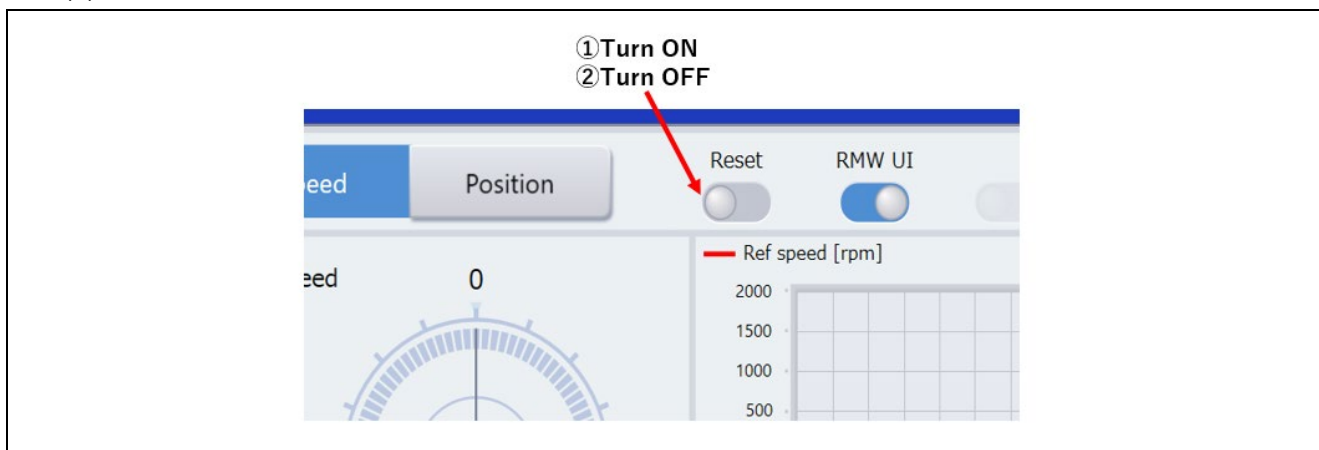 ①Turn ON
②Turn OFF
eed
Position
Reset
RMW UI
eed
0
Ref speed [rpm]
2000
1500
1000
500